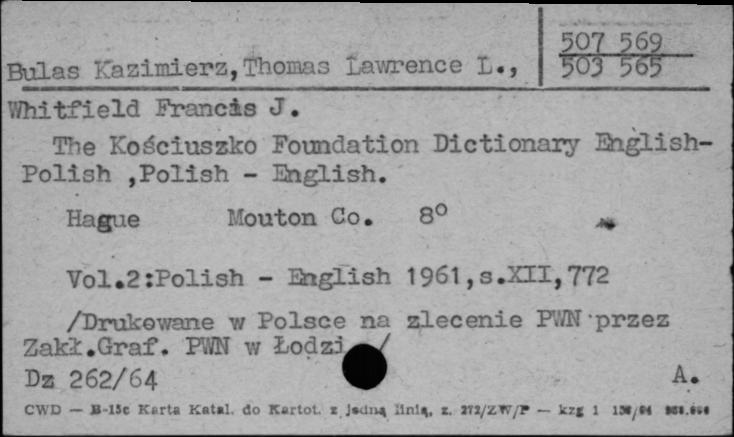 507 569
Bulas Kazimierz, Thomas Lawrence L., 503 565
Whitfield Francis J.
The Kościuszko Foundation Dictionary English-
Polish ,Polish - English.
Hague Mouton Co. 8°
Vol.2:Polish - English 1961,s.XII,772
/Drukowane w Polsce na zlecenie PWN przez
Zakł.Graf. PWN w Łodzi /
Dz 262/64 A.
CWD — B-15c Karta Katal. do Kartot. z jedną linią, z. 272/ZW/P — kzg 1